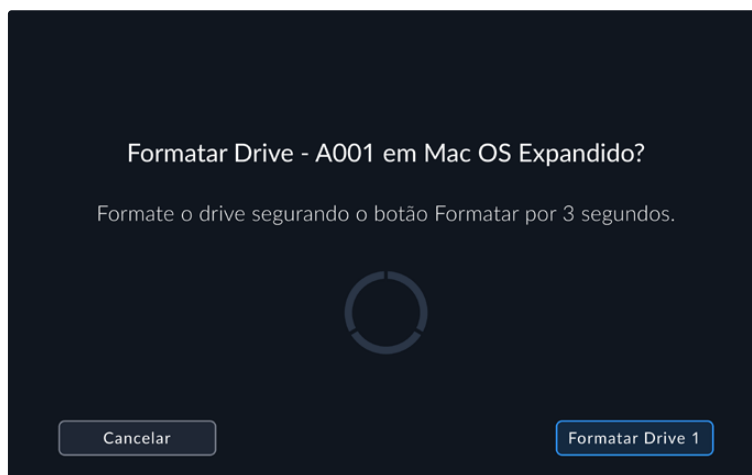 Formatar Drive - A001 em Mac OS Expandido?
Formate o drive segurando o botão Formatar por 3 segundos.
Cancelar
Formatar Drive 1